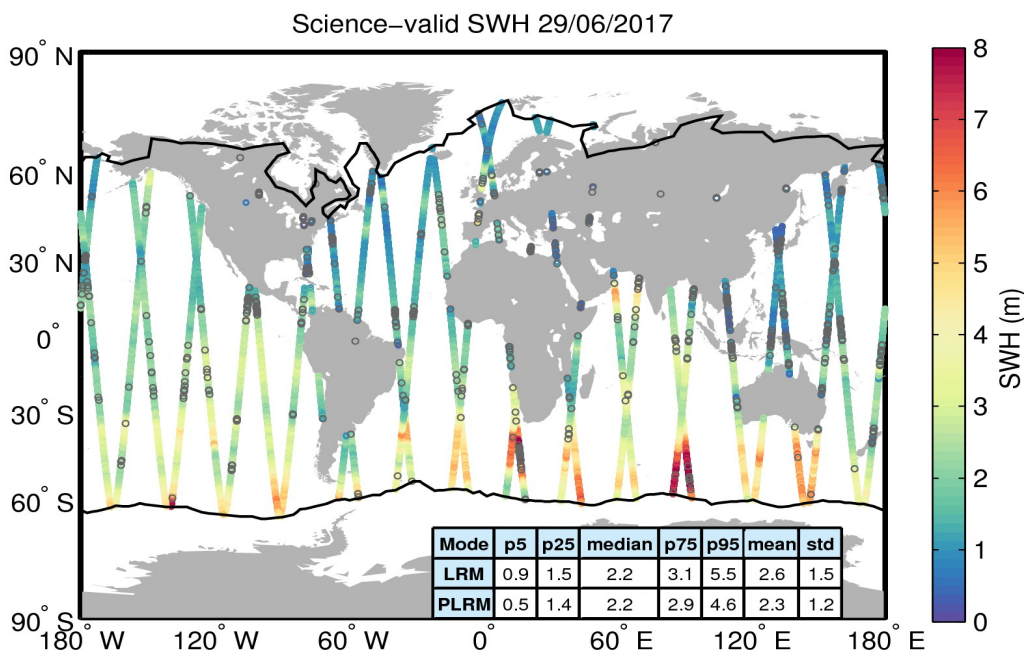 Science−valid SWH 29/06/2017
90° N
60° N
30° N
0°
30° S
60° S
90° S
180° W
120° W
60° W
0°
60° E
120° E
180° E
Mode p5 p25 median p75 p95 mean std
LRM 0.9 1.5 2.2 3.1 5.5 2.6 1.5
PLRM 0.5 1.4 2.2 2.9 4.6 2.3 1.2
8
7
6
5
4
3
2
1
0
SWH (m)